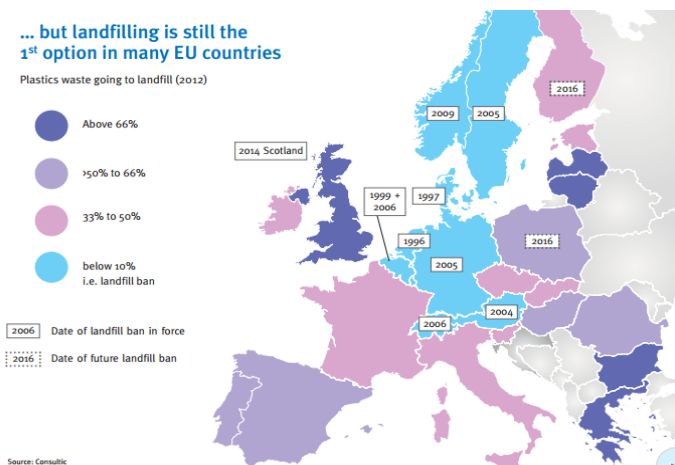 ... but landfilling is still the
1st option in many EU countries
Plastics waste going to landfill (2012)
Above 66%
>50% to 66%
33% to 50%
below 10%
i.e. landfill ban
2006 Date of landfill ban in force
2016 Date of future landfill ban
2016
2009
2005
2014 Scotland
1999 +
2006
1997
1996
2016
2005
2004
2006
Source: Consultic